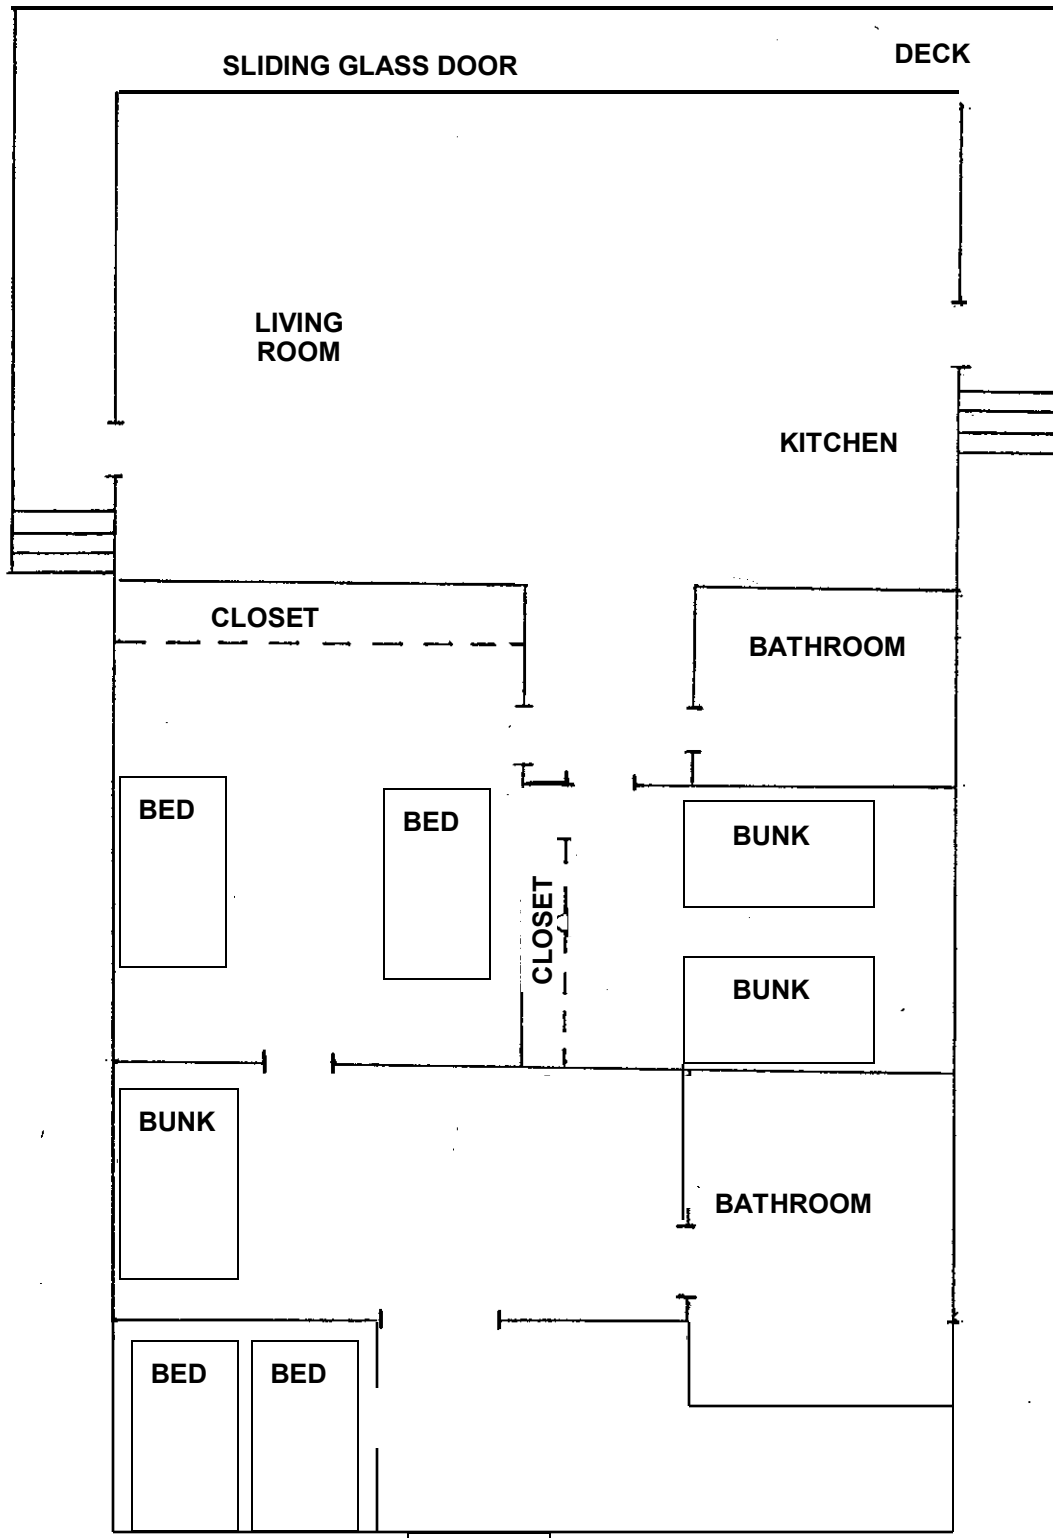 DECK
SLIDING GLASS DOOR
LIVING
ROOM
KITCHEN
CLOSET
BATHROOM
BED
BED
BUNK
CLOSET
BUNK
BUNK
BATHROOM
BED
BED